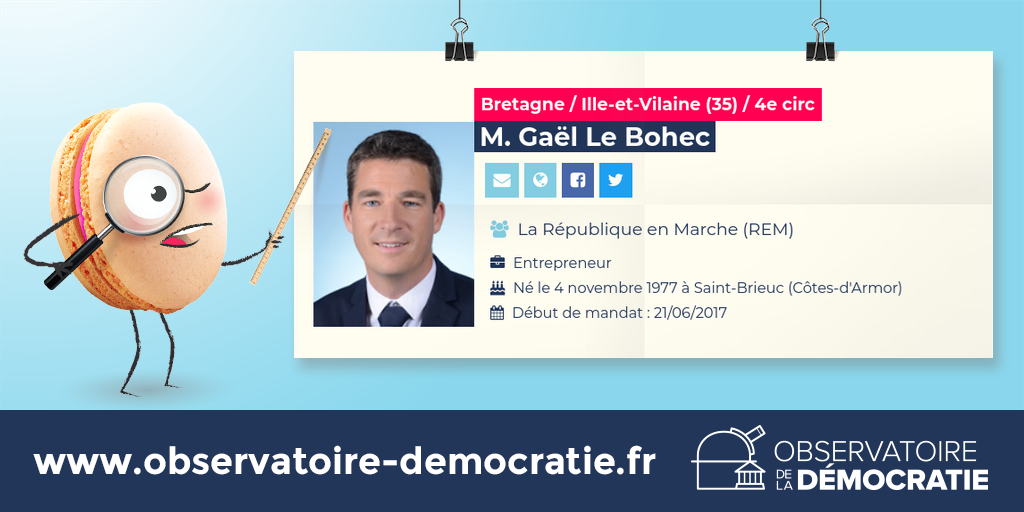 Bretagne / Ille-et-Vilaine (35) / 4e circ
M. Gaël Le Bohec
La République en Marche (REM)
Entrepreneur
Né le 4 novembre 1977 à Saint-Brieuc (Côtes-d'Armor)
Début de mandat : 21/06/2017
www.observatoire-democratie.fr
OBSERVATOIRE
DE LA DÉMOCRATIE